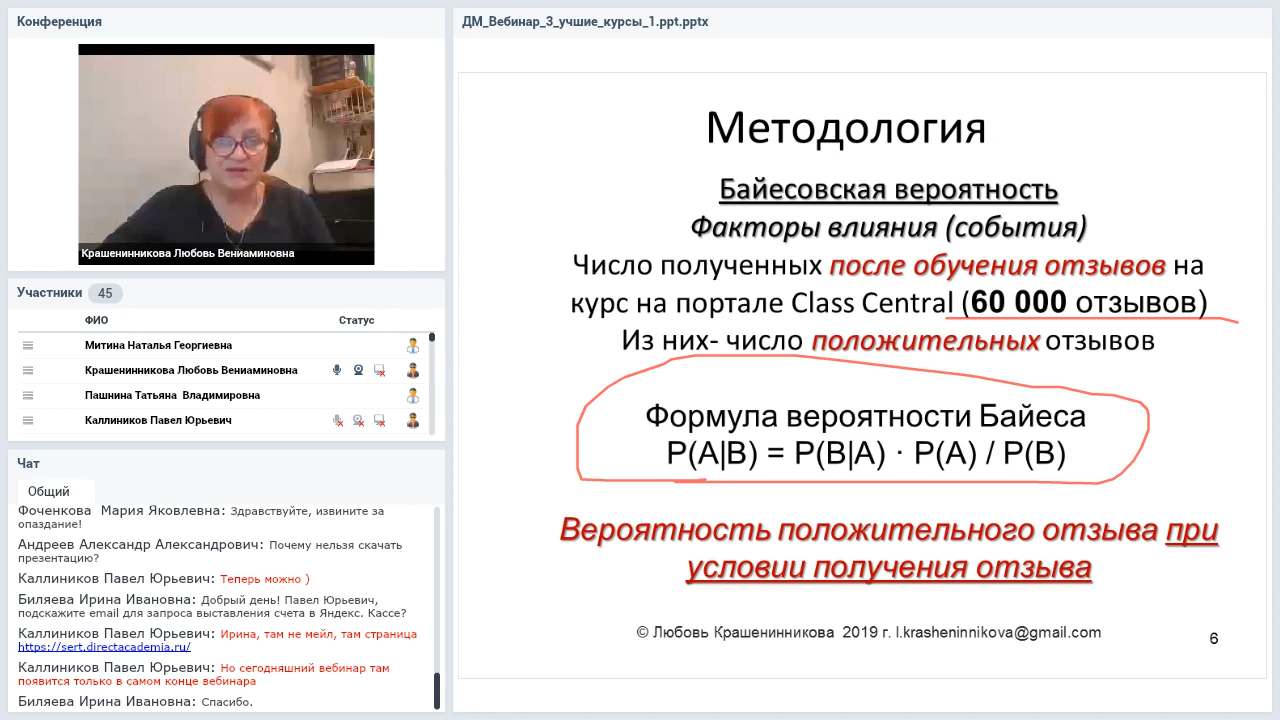 Конференция
Крашенинникова Любовь Вениаминовна
Участники 45
ФИО Статус
Митина Наталья Георгиевна
Крашенинникова Любовь Вениаминовна
Пашнина Татьяна Владимировна
Каллиников Павел Юрьевич
Чат
Общий
Фоченкова Мария Яковлевна: Здравствуйте, извините за
опаздание!
Андреев Александр Александрович: Почему нельзя скачать
презентацию?
Каллиников Павел Юрьевич: Теперь можно )
Биляева Ирина Ивановна: Добрый день! Павел Юрьевич,
подскажите email для запроса выставления счета в Яндекс. Кассе?
Каллиников Павел Юрьевич: Ирина, там не мейл, там страница
https://sert.directacademia.ru/
Каллиников Павел Юрьевич: Но сегодняшний вебинар там
появится только в самом конце вебинара
Биляева Ирина Ивановна: Спасибо.
ДМ_Вебинар_3_учшие_курсы_1.ppt.pptx
Методология
Байесовская вероятность
Факторы влияния (события)
Число полученных после обучения отзывов на
курс на портале Class Central (60 000 отзывов)
Из них- число положительных отзывов
Формула вероятности Байеса
P(A|B) = P(B|A) · P(A) / P(B)
Вероятность положительного отзыва при
условии получения отзыва
© Любовь Крашенинникова 2019 г. l.krasheninnikova@gmail.com
6